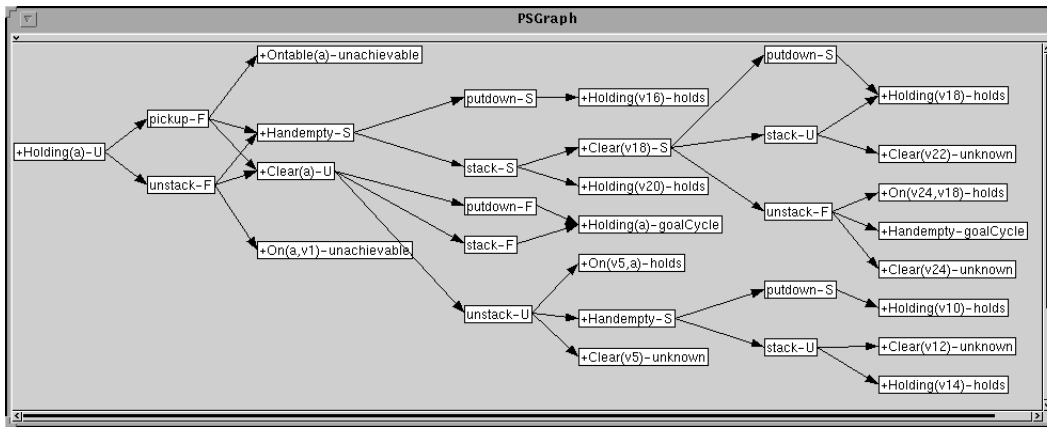 PSGraph
+Holding(a)-U
pickup-F
unstack-F
+Ontable(a)-unachievable
+Handempty-S
+Clear(a)-U
+On(a,v1)-unachievable
putdown-S
stack-S
putdown-F
stack-F
unstack-U
+Holding(v16)-holds
+Clear(v18)-S
+Holding(v20)-holds
+Holding(a)-goalCycle
+On(v5,a)-holds
+Handempty-S
+Clear(v5)-unknown
putdown-S
stack-U
unstack-F
putdown-S
stack-U
+Holding(v18)-holds
+Clear(v22)-unknown
+On(v24,v18)-holds
+Handempty-goalCycle
+Clear(v24)-unknown
+Holding(v10)-holds
+Clear(v12)-unknown
+Holding(v14)-holds